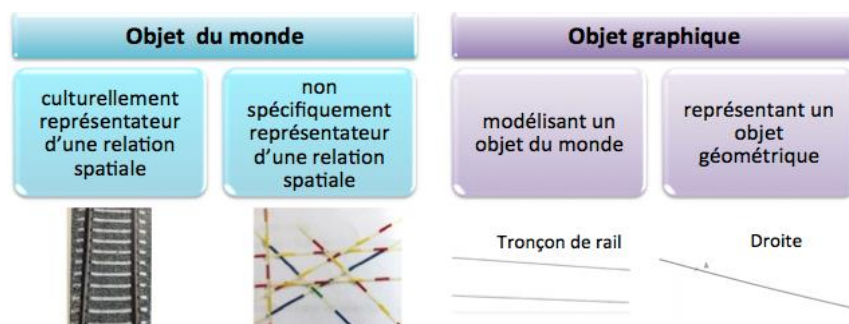 Objet du monde
Objet graphique
culturellement
représentateur
d'une relation
spatiale
non
spécifiquement
représentateur
d'une relation
spatiale
modélisant un
objet du monde
représentant un
objet
géométrique
Tronçon de rail
Droite